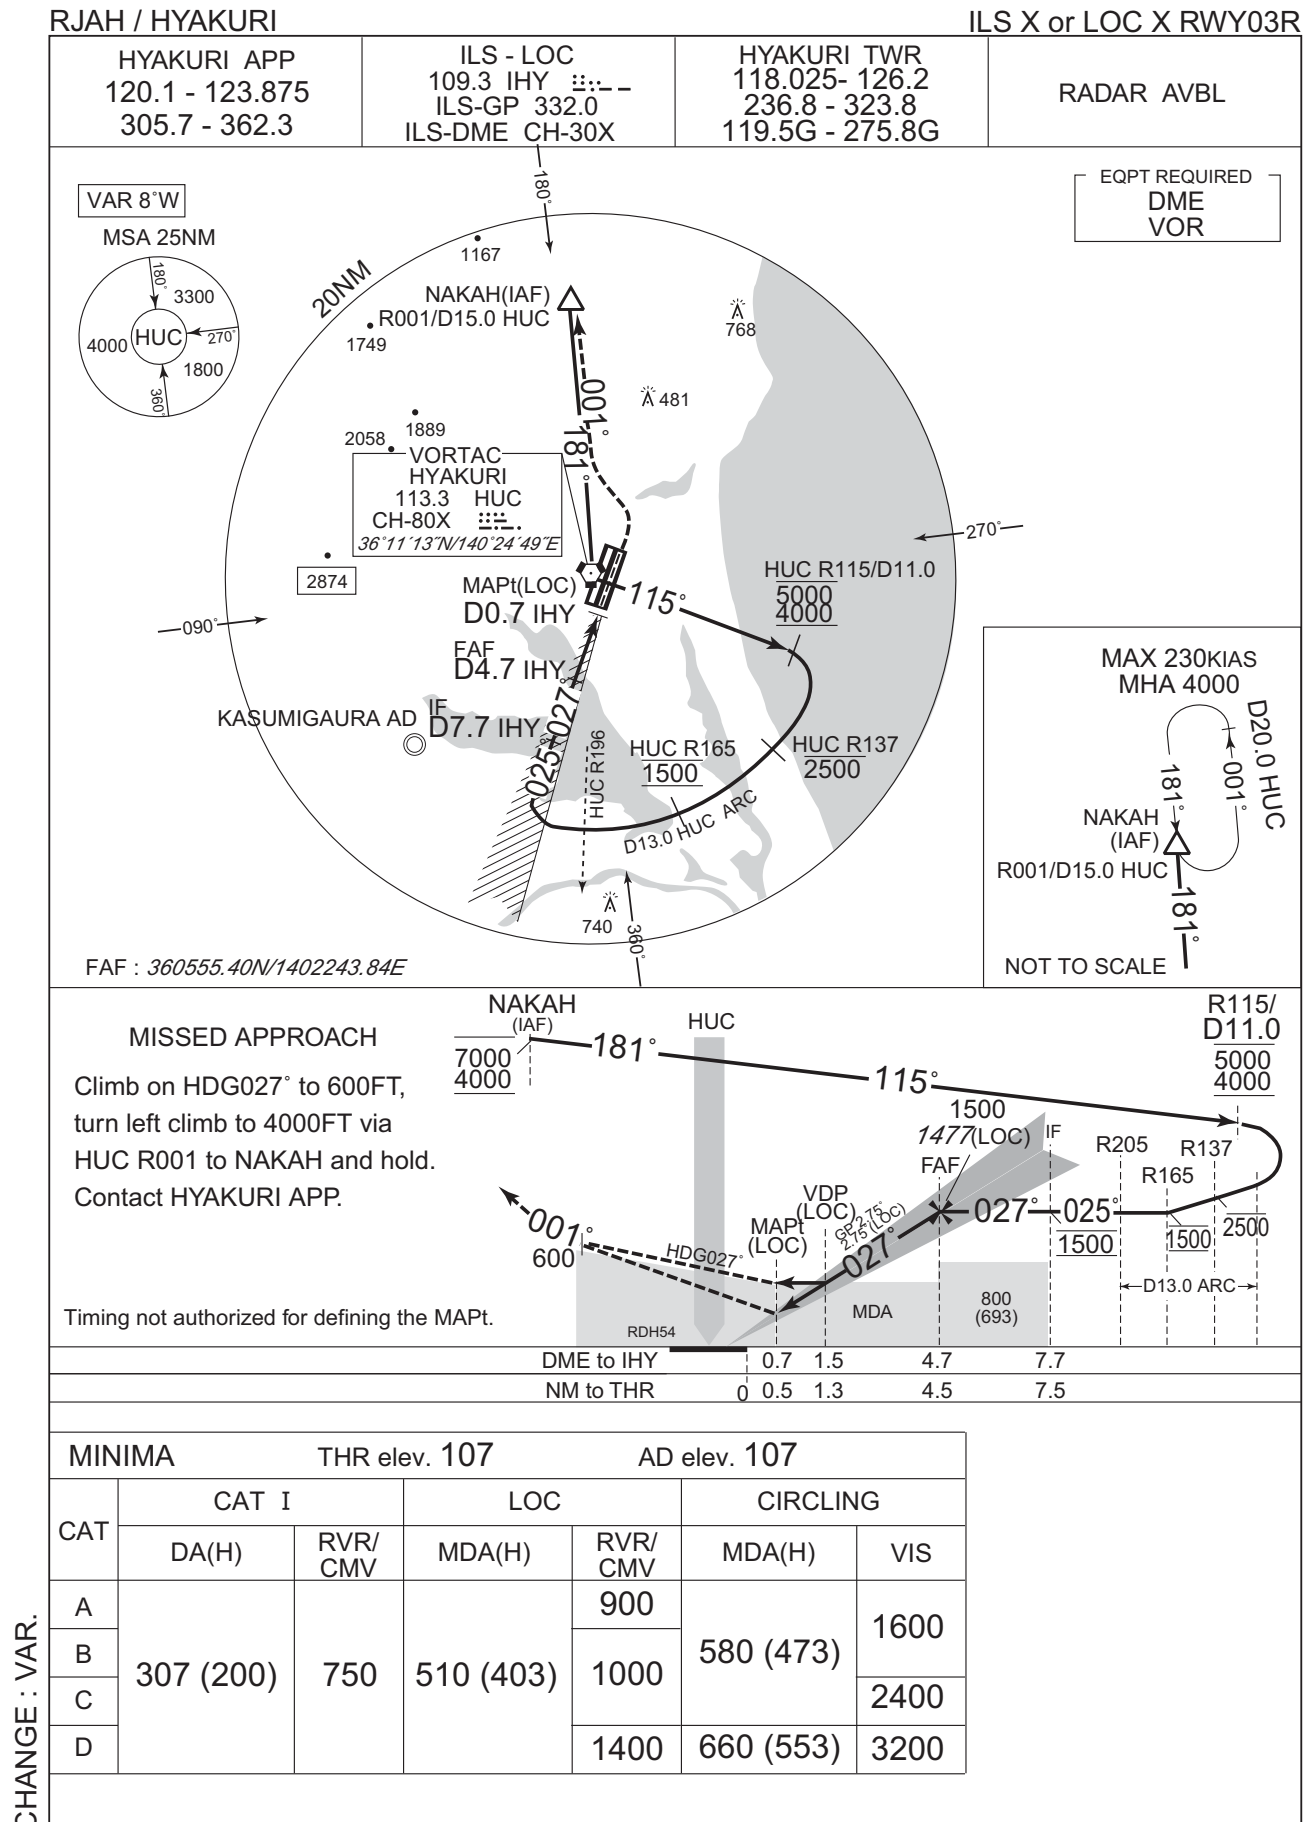 RJAH / HYAKURI
ILS X or LOC X RWY03R
HYAKURI APP
120.1 - 123.875
305.7 - 362.3
ILS - LOC
109.3 IHY
ILS-GP 332.0
ILS-DME CH-30X
HYAKURI TWR
118.025- 126.2
236.8 - 323.8
119.5G - 275.8G
RADAR AVBL
EQPT REQUIRED
DME
VOR
VAR 8°W
MSA 25NM
180°
3300
4000
HUC
270°
1800
360°
180°
20NM
1167
NAKAH(IAF)
R001/D15.0 HUC
1749
768
481
001°
181°
1889
2058
VORTAC
HYAKURI
113.3 HUC
CH-80X
36°11´13˝N/140°24´49˝E
270°
2874
MAPt(LOC)
D0.7 IHY
115°
HUC R115/D11.0
5000
4000
090°
FAF
D4.7 IHY
KASUMIGAURA AD
IF
D7.7 IHY
025°
027°
HUC R196
HUC R165
1500
HUC R137
2500
D13.0 HUC ARC
740
360°
FAF : 360555.40N/1402243.84E
MAX 230KIAS
MHA 4000
D20.0 HUC
181°
001°
NAKAH
(IAF)
R001/D15.0 HUC
181°
NOT TO SCALE
MISSED APPROACH
Climb on HDG027° to 600FT,
turn left climb to 4000FT via
HUC R001 to NAKAH and hold.
Contact HYAKURI APP.
Timing not authorized for defining the MAPt.
NAKAH
(IAF)
7000
4000
181°
HUC
115°
R115/
D11.0
5000
4000
1500
1477(LOC)
IF
FAF
R205
R137
R165
VDP
(LOC)
MAPt
(LOC)
GP 2.75°
2.75°(LOC)
027°
027°
025°
1500
1500
2500
001°
600
HDG027°
D13.0 ARC
MDA
800
(693)
RDH54
DME to IHY 0.7 1.5 4.7 7.7
NM to THR 0 0.5 1.3 4.5 7.5
MINIMA THR elev. 107 AD elev. 107
CAT
CAT I
LOC
CIRCLING
DA(H)
RVR/
CMV
MDA(H)
RVR/
CMV
MDA(H)
VIS
A
B
C
D
307 (200)
750
510 (403)
900
1000
1400
580 (473)
660 (553)
1600
2400
3200
CHANGE : VAR.